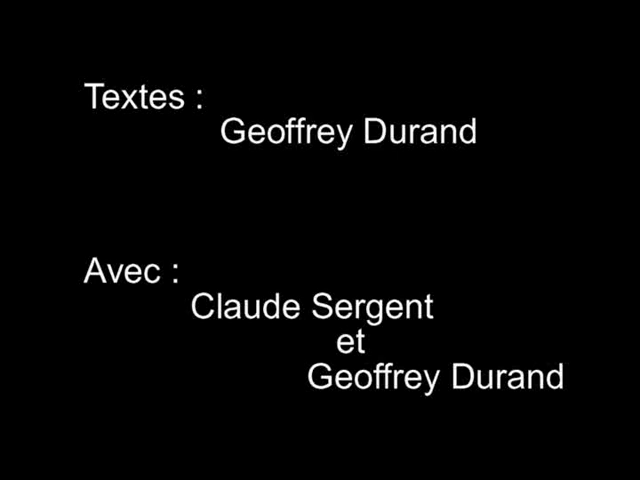 Textes :
Geoffrey Durand
Avec :
Claude Sergent
et
Geoffrey Durand